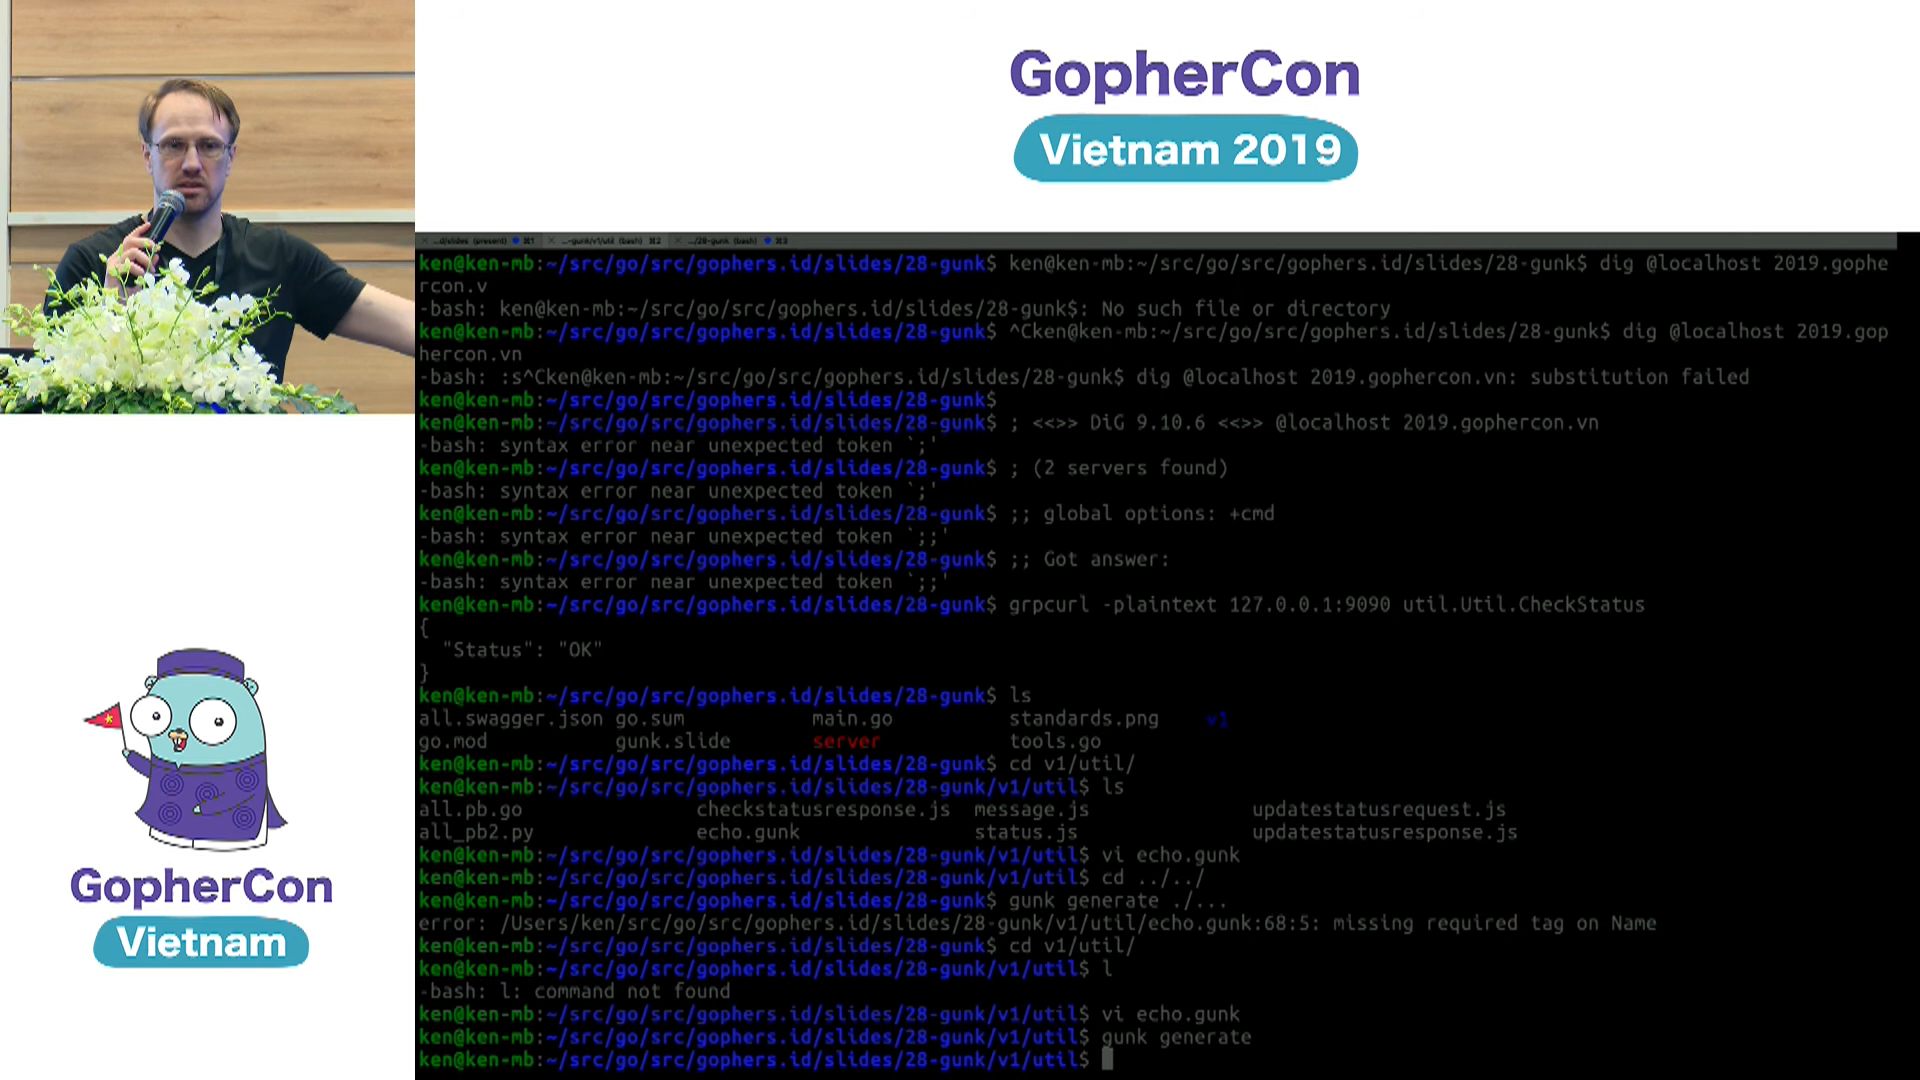 GopherCon
Vietnam 2019
...d/slides (present) ⌘1 ...-gunk/v1/util (bash) ⌘2 .../28-gunk (bash) ⌘3
ken@ken-mb:~/src/go/src/gophers.id/slides/28-gunk$ ken@ken-mb:~/src/go/src/gophers.id/slides/28-gunk$ dig @localhost 2019.gophe
rcon.v
-bash: ken@ken-mb:~/src/go/src/gophers.id/slides/28-gunk$: No such file or directory
ken@ken-mb:~/src/go/src/gophers.id/slides/28-gunk$ ^Cken@ken-mb:~/src/go/src/gophers.id/slides/28-gunk$ dig @localhost 2019.gop
hercon.vn
-bash: :s^Cken@ken-mb:~/src/go/src/gophers.id/slides/28-gunk$ dig @localhost 2019.gophercon.vn: substitution failed
ken@ken-mb:~/src/go/src/gophers.id/slides/28-gunk$
ken@ken-mb:~/src/go/src/gophers.id/slides/28-gunk$ ; <<>> DiG 9.10.6 <<>> @localhost 2019.gophercon.vn
-bash: syntax error near unexpected token `;'
ken@ken-mb:~/src/go/src/gophers.id/slides/28-gunk$ ; (2 servers found)
-bash: syntax error near unexpected token `;'
ken@ken-mb:~/src/go/src/gophers.id/slides/28-gunk$ ;; global options: +cmd
-bash: syntax error near unexpected token `;;'
ken@ken-mb:~/src/go/src/gophers.id/slides/28-gunk$ ;; Got answer:
-bash: syntax error near unexpected token `;;'
ken@ken-mb:~/src/go/src/gophers.id/slides/28-gunk$ grpcurl -plaintext 127.0.0.1:9090 util.Util.CheckStatus
{
"Status": "OK"
}
ken@ken-mb:~/src/go/src/gophers.id/slides/28-gunk$ ls
all.swagger.json go.sum main.go standards.png v1
go.mod gunk.slide server tools.go
ken@ken-mb:~/src/go/src/gophers.id/slides/28-gunk$ cd v1/util/
ken@ken-mb:~/src/go/src/gophers.id/slides/28-gunk/v1/util$ ls
all.pb.go checkstatusresponse.js message.js updatestatusrequest.js
all_pb2.py echo.gunk status.js updatestatusresponse.js
ken@ken-mb:~/src/go/src/gophers.id/slides/28-gunk/v1/util$ vi echo.gunk
ken@ken-mb:~/src/go/src/gophers.id/slides/28-gunk/v1/util$ cd ../../
ken@ken-mb:~/src/go/src/gophers.id/slides/28-gunk$ gunk generate ./...
error: /Users/ken/src/go/src/gophers.id/slides/28-gunk/v1/util/echo.gunk:68:5: missing required tag on Name
ken@ken-mb:~/src/go/src/gophers.id/slides/28-gunk$ cd v1/util/
ken@ken-mb:~/src/go/src/gophers.id/slides/28-gunk/v1/util$ l
-bash: l: command not found
ken@ken-mb:~/src/go/src/gophers.id/slides/28-gunk/v1/util$ vi echo.gunk
ken@ken-mb:~/src/go/src/gophers.id/slides/28-gunk/v1/util$ gunk generate
ken@ken-mb:~/src/go/src/gophers.id/slides/28-gunk/v1/util$
GopherCon
Vietnam